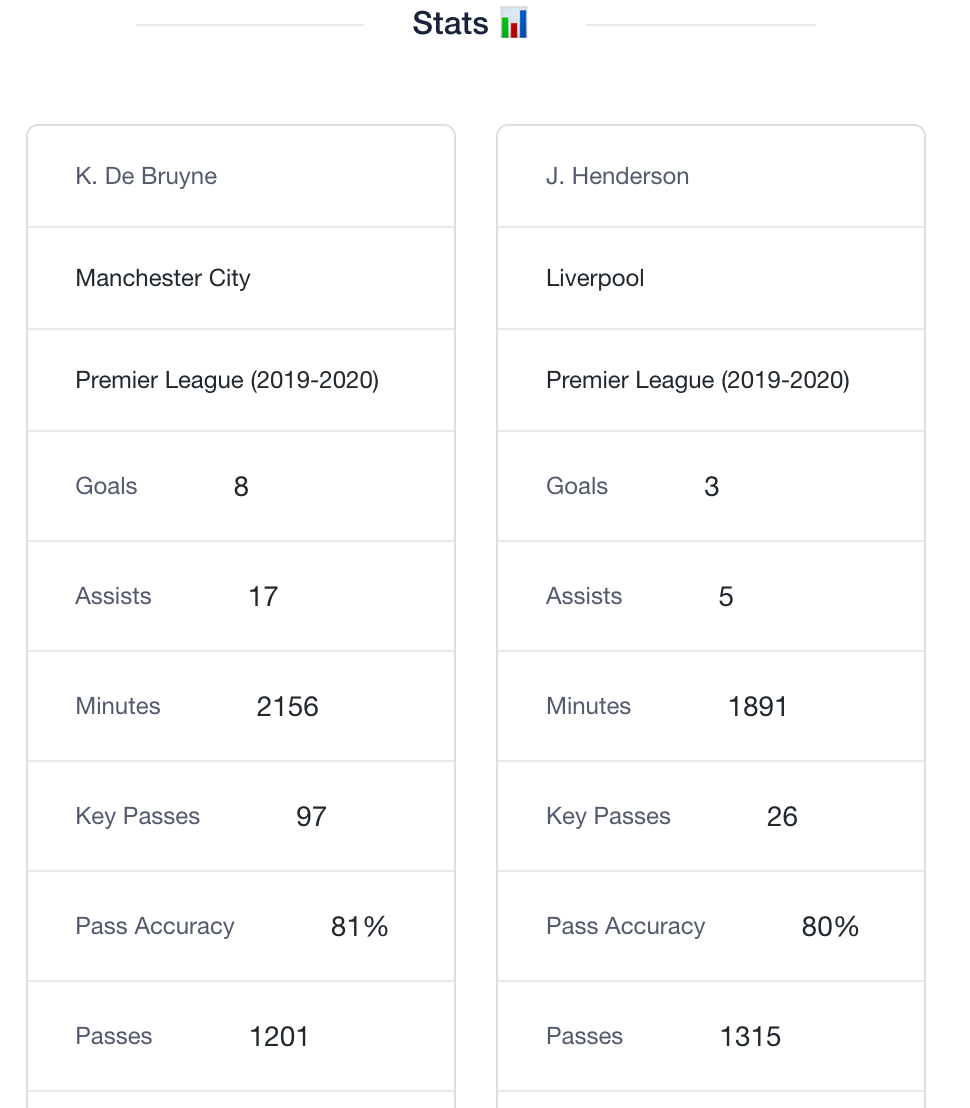 Stats 📊
K. De Bruyne
Manchester City
Premier League (2019-2020)
Goals 8
Assists 17
Minutes 2156
Key Passes 97
Pass Accuracy 81%
Passes 1201
J. Henderson
Liverpool
Premier League (2019-2020)
Goals 3
Assists 5
Minutes 1891
Key Passes 26
Pass Accuracy 80%
Passes 1315